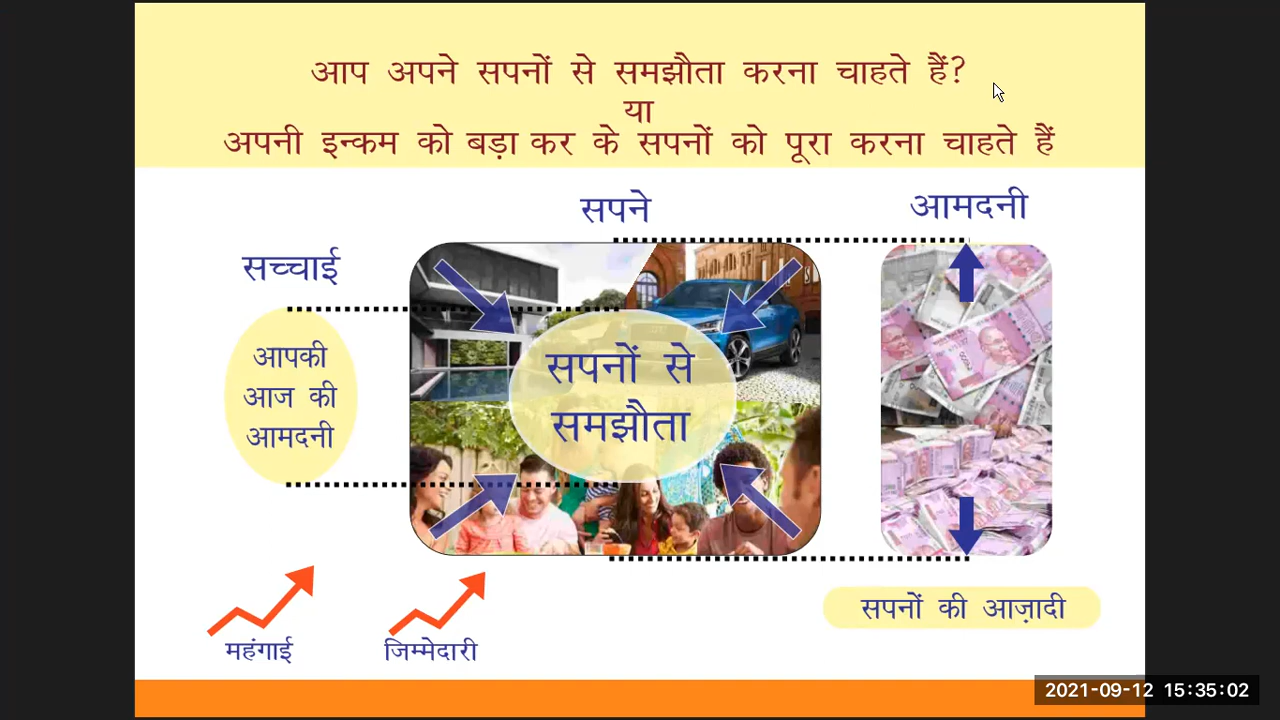 आप अपने सपनों से समझौता करना चाहते हैं?
या
अपनी इन्कम को बड़ा कर के सपनों को पूरा करना चाहते हैं
सपने
आमदनी
सच्चाई
आपकी
आज की
आमदनी
सपनों से
समझौता
महंगाई
जिम्मेदारी
सपनों की आज़ादी
2021-09-12 15:35:02